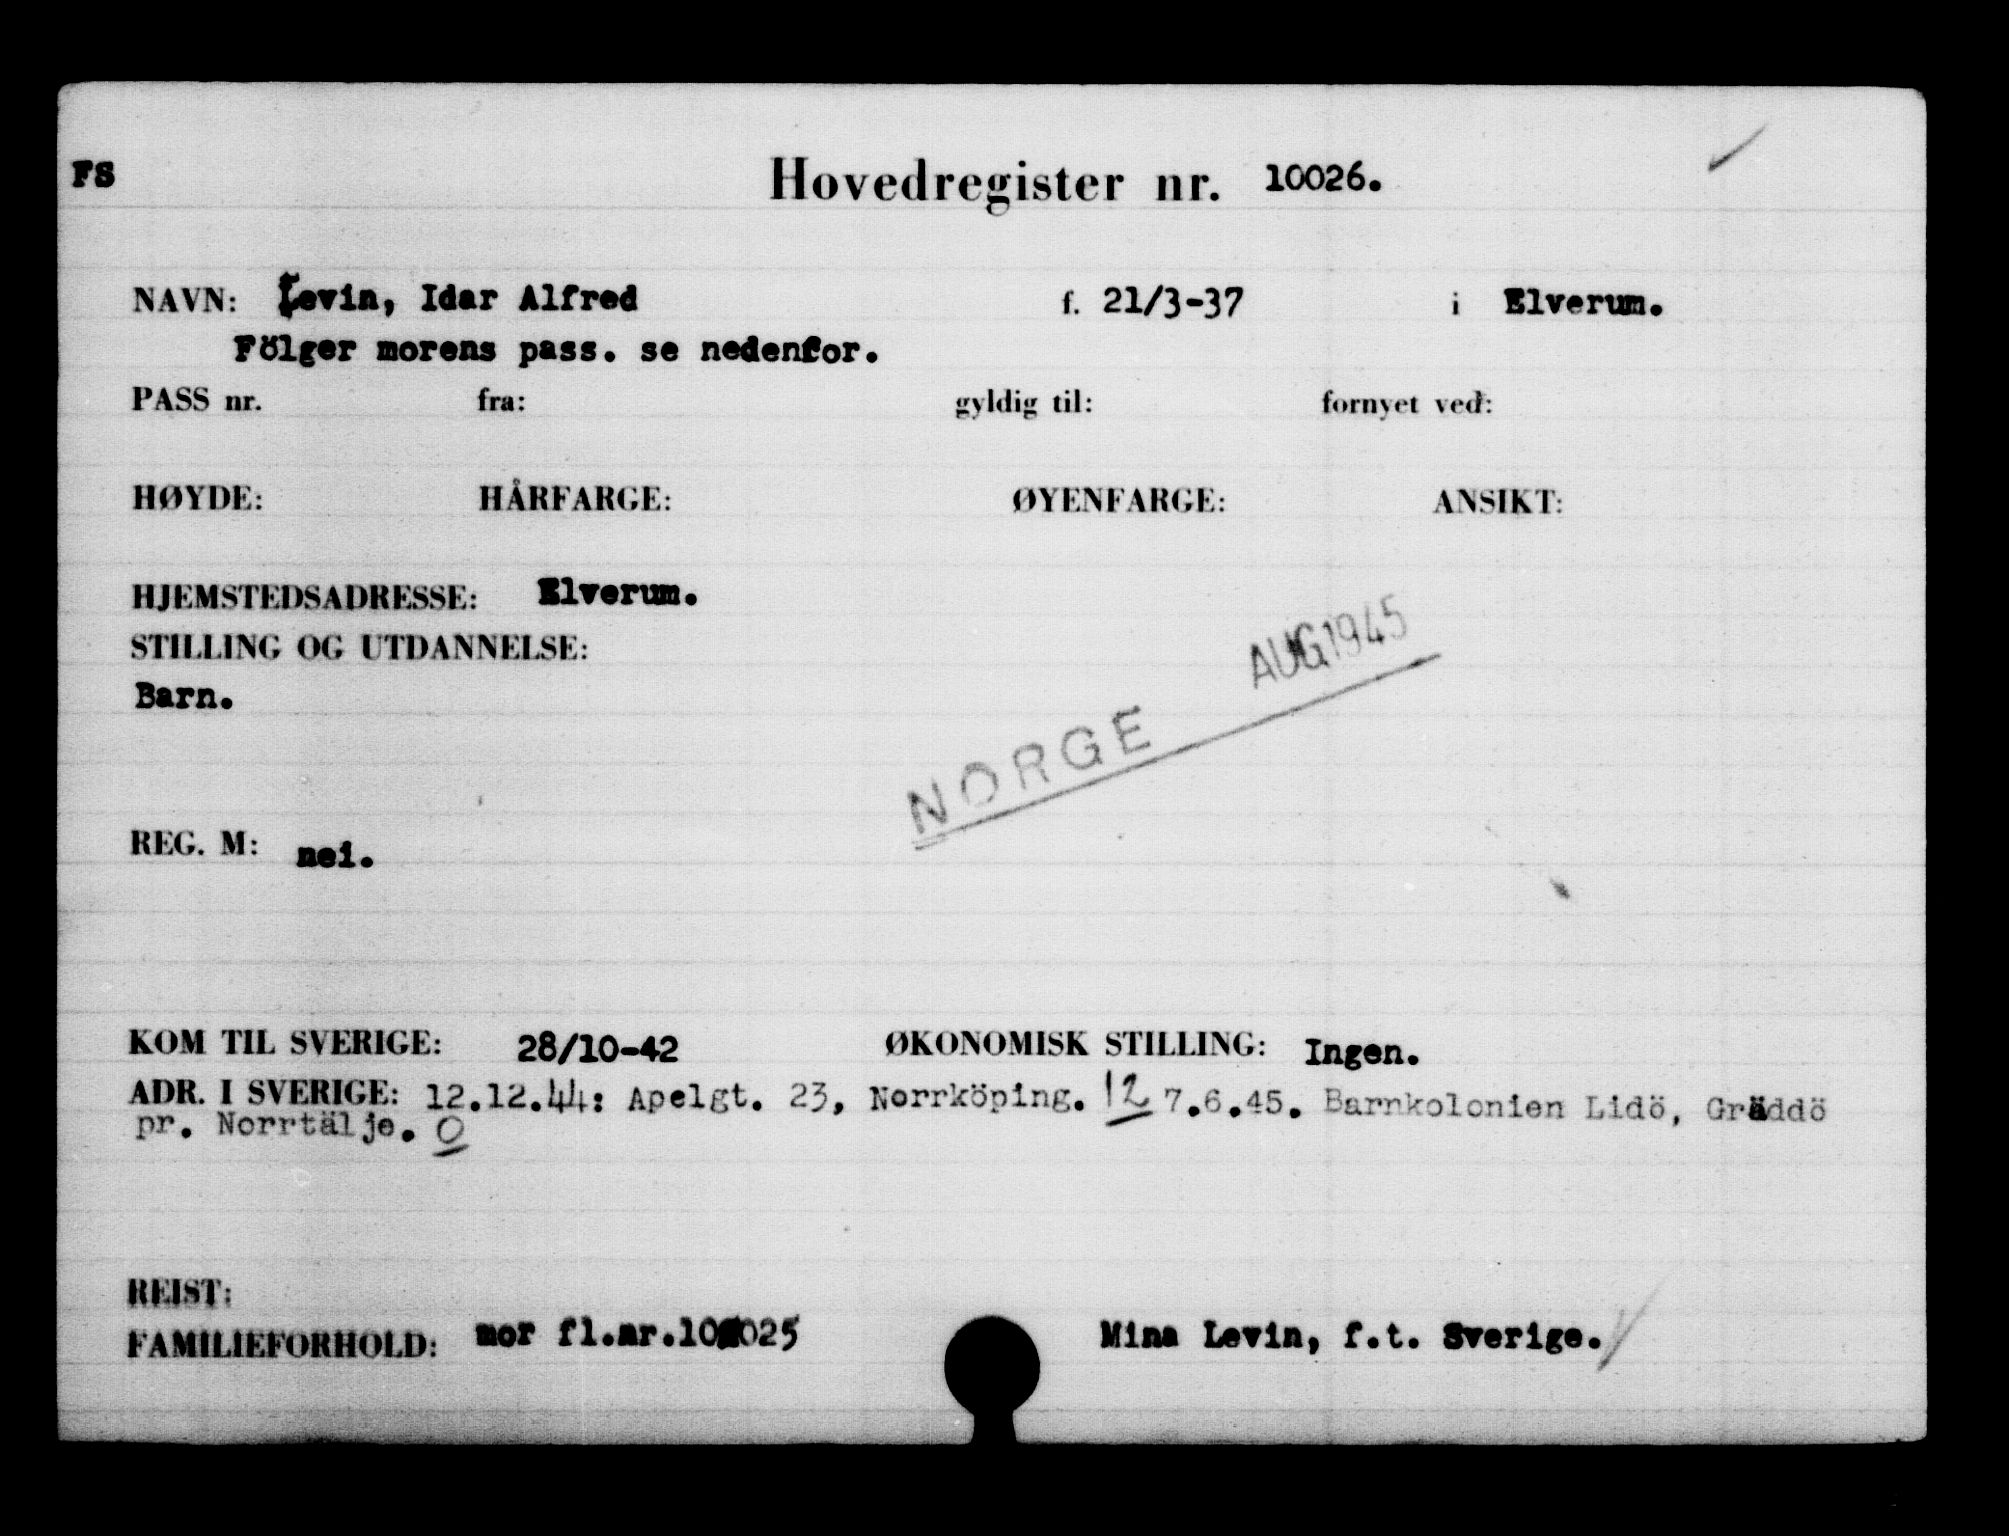 FS
Hovedregister nr. 10026.
NAVN: Levin, Idar Alfred f. 21/3-37 i Elverum.
Fölger morens pass. se nedenfor.
PASS nr. fra: gyldig til: fornyet ved:
HØYDE: HÅRFARGE: ØYENFARGE: ANSIKT:
HJEMSTEDSADRESSE: Elverum.
STILLING OG UTDANNELSE:
Barn.
NORGE AUG 1945
REG. M: nei.
KOM TIL SVERIGE: 28/10-42 ØKONOMISK STILLING: Ingen.
ADR. I SVERIGE: 12.12.44: Apelgt. 23, Norrköping. 12 7.6.45. Barnkolonien Lidö, Gräddö
pr. Norrtälje. O
REIST:
FAMILIEFORHOLD: mor fl.nr.10025 Mina Levin, f.t. Sverige.